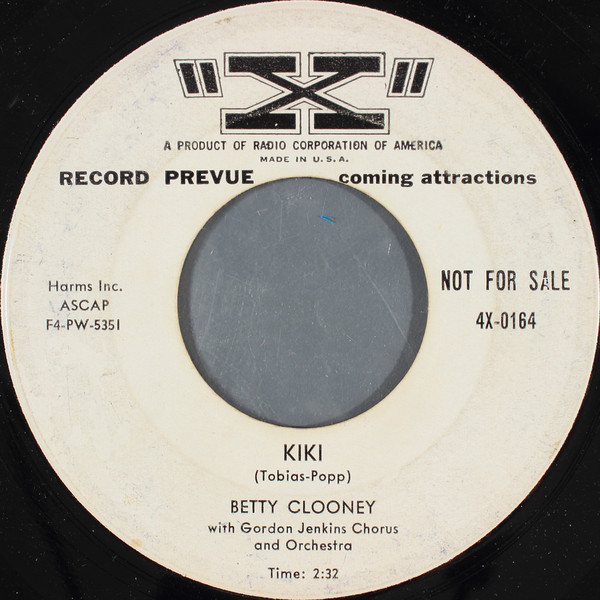 "X"
A PRODUCT OF RADIO CORPORATION OF AMERICA
MADE IN U.S.A.
RECORD PREVUE coming attractions
Harms Inc.
ASCAP
F4-PW-5351
NOT FOR SALE
4X-0164
KIKI
(Tobias-Popp)
BETTY CLOONEY
with Gordon Jenkins Chorus
and Orchestra
Time: 2:32